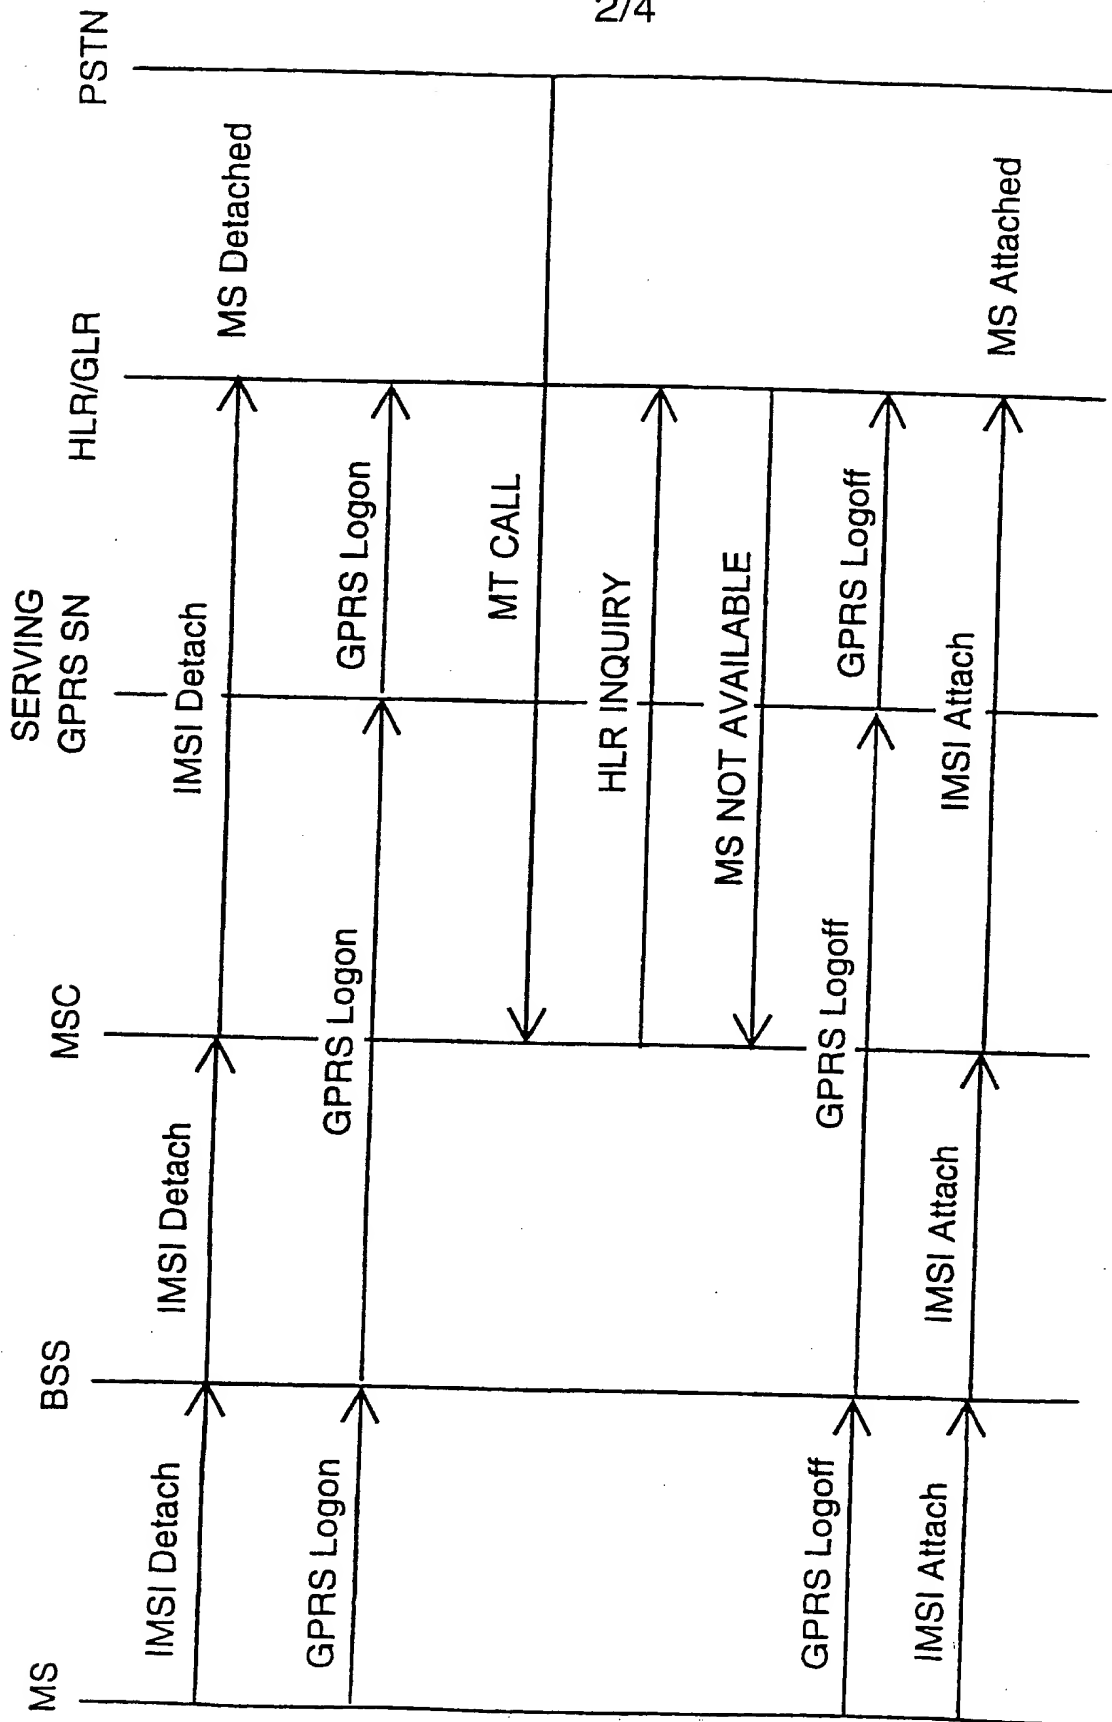 2/4
MS
BSS
MSC
SERVING
GPRS SN
HLR/GLR
PSTN
IMSI Detach
IMSI Detach
IMSI Detach
MS Detached
GPRS Logon
GPRS Logon
GPRS Logon
MT CALL
HLR INQUIRY
MS NOT AVAILABLE
GPRS Logoff
GPRS Logoff
GPRS Logoff
IMSI Attach
IMSI Attach
IMSI Attach
MS Attached